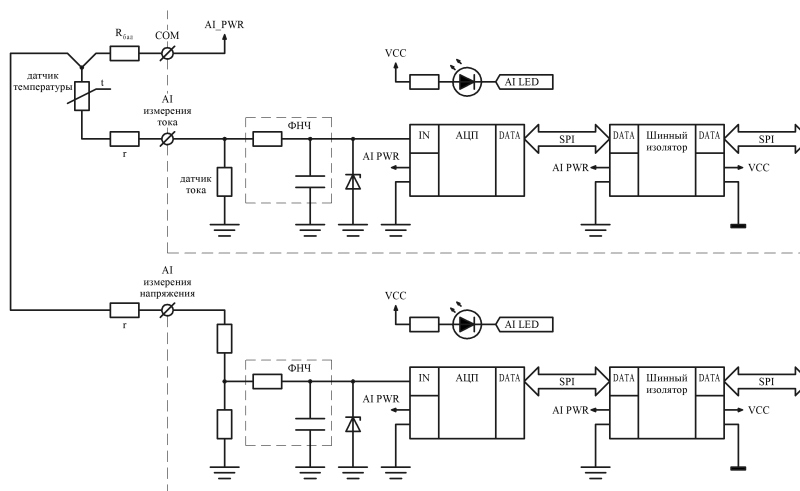 AI_PWR
Rбал
COM
VCC
AI LED
датчик
температуры
t
AI
измерения
тока
ФНЧ
IN
АЦП
DATA
SPI
DATA
Шинный
изолятор
DATA
SPI
r
AI PWR
AI PWR
VCC
датчик
тока
AI
измерения
напряжения
VCC
AI LED
r
ФНЧ
IN
АЦП
DATA
SPI
DATA
Шинный
изолятор
DATA
SPI
AI PWR
AI PWR
VCC